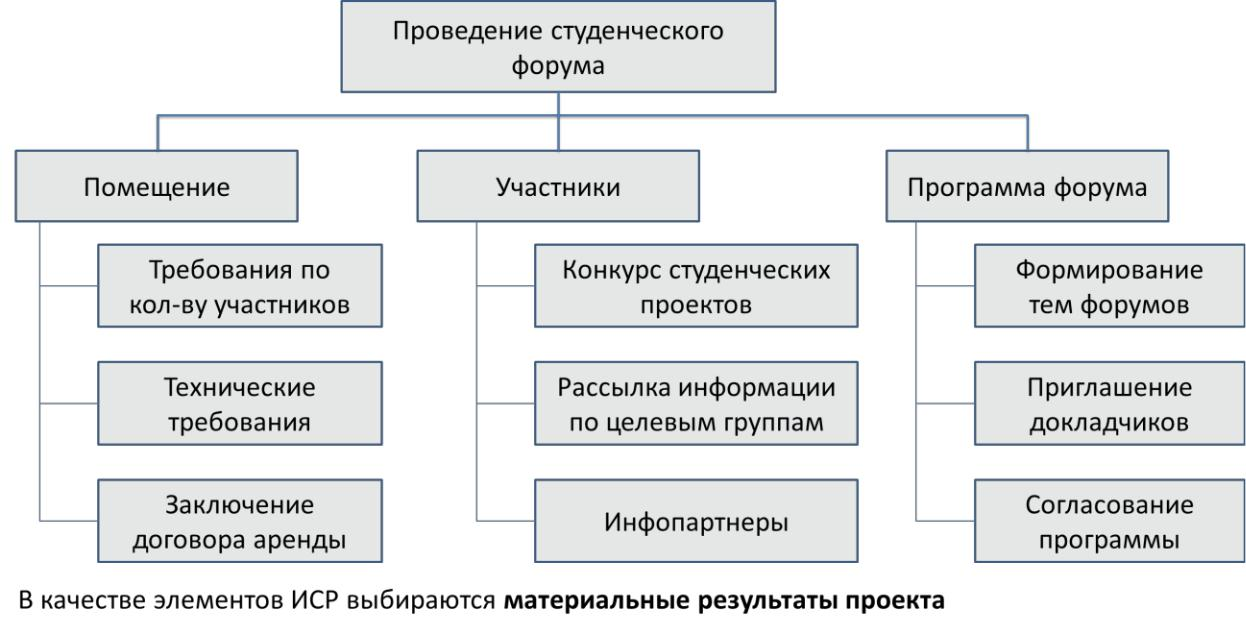 Проведение студенческого
форума
Помещение
Требования по
кол-ву участников
Технические
требования
Заключение
договора аренды
Участники
Конкурс студенческих
проектов
Рассылка информации
по целевым группам
Инфопартнеры
Программа форума
Формирование
тем форумов
Приглашение
докладчиков
Согласование
программы
В качестве элементов ИСР выбираются материальные результаты проекта